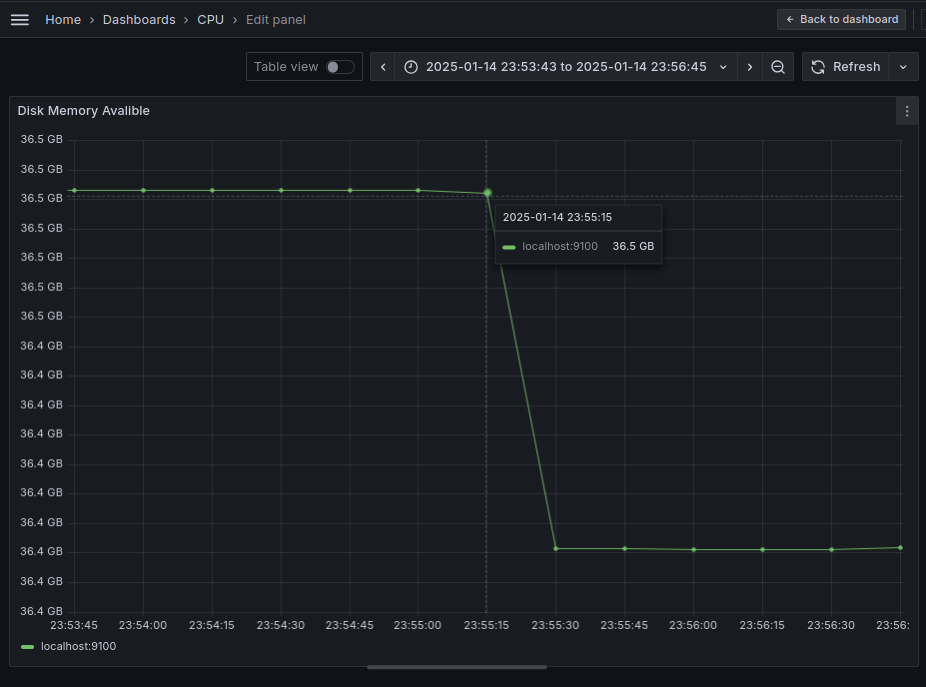 Home > Dashboards > CPU > Edit panel
← Back to dashboard
Table view
2025-01-14 23:53:43 to 2025-01-14 23:56:45
Refresh
Disk Memory Avalible
36.5 GB
36.5 GB
36.5 GB
36.5 GB
36.5 GB
36.5 GB
36.5 GB
36.4 GB
36.4 GB
36.4 GB
36.4 GB
36.4 GB
36.4 GB
36.4 GB
36.4 GB
36.4 GB
36.4 GB
2025-01-14 23:55:15
localhost:9100 36.5 GB
23:53:45 23:54:00 23:54:15 23:54:30 23:54:45 23:55:00 23:55:15 23:55:30 23:55:45 23:56:00 23:56:15 23:56:30 23:56:
localhost:9100